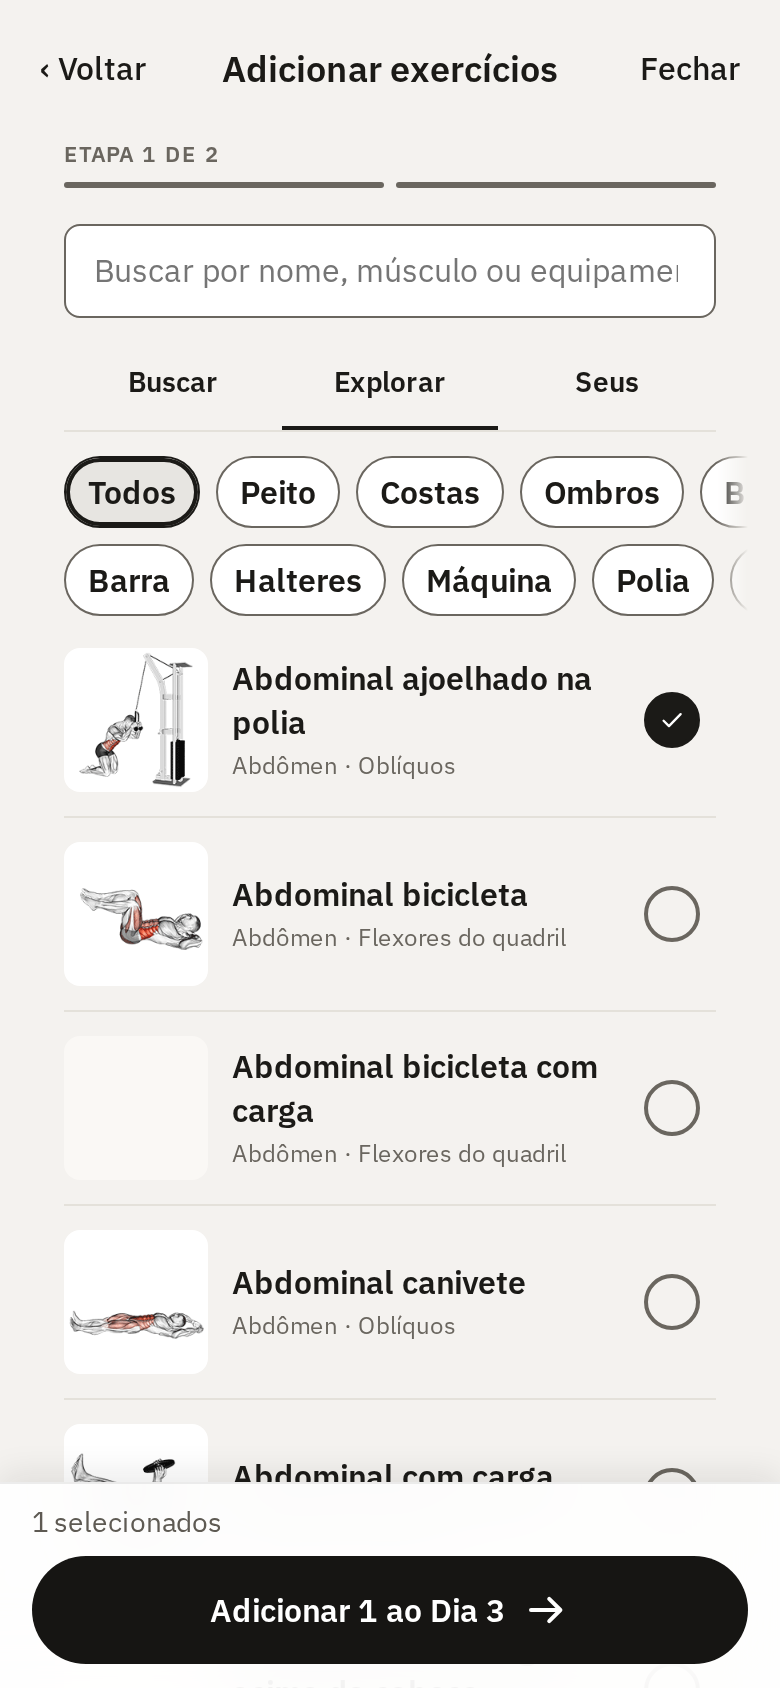 ‹ Voltar
Adicionar exercícios
Fechar
ETAPA 1 DE 2
Buscar por nome, músculo ou
Buscar
Explorar
Seus
Todos
Peito
Costas
Ombros
Barra
Halteres
Máquina
Polia
Abdominal ajoelhado na
polia
Abdômen · Oblíquos
Abdominal bicicleta
Abdômen · Flexores do quadril
Abdominal bicicleta com
carga
Abdômen · Flexores do quadril
Abdominal canivete
Abdômen · Oblíquos
Abdominal com carga
1 selecionados
Adicionar 1 ao Dia 3 →